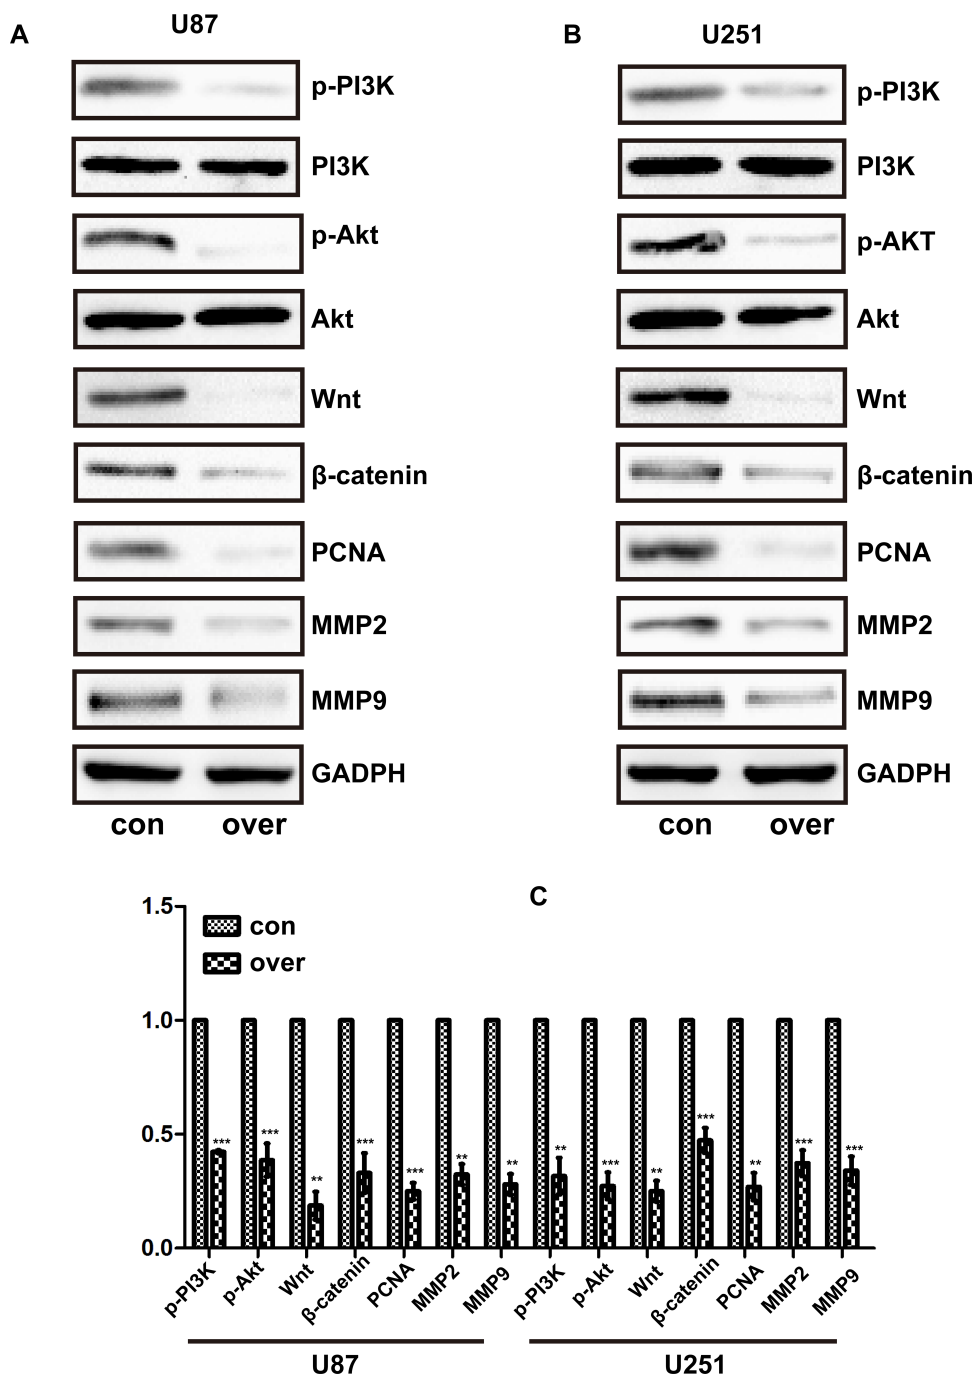 A
U87
p-PI3K
PI3K
p-Akt
Akt
Wnt
β-catenin
PCNA
MMP2
MMP9
GADPH
con over
B
U251
p-PI3K
PI3K
p-AKT
Akt
Wnt
β-catenin
PCNA
MMP2
MMP9
GADPH
con over
C
1.5
1.0
0.5
0.0
con
over
*** *** ** *** *** ** ** ** *** ** *** ** *** ***
p-PI3K p-Akt Wnt β-catenin PCNA MMP2 MMP9 p-PI3K p-Akt Wnt β-catenin PCNA MMP2 MMP9
U87 U251